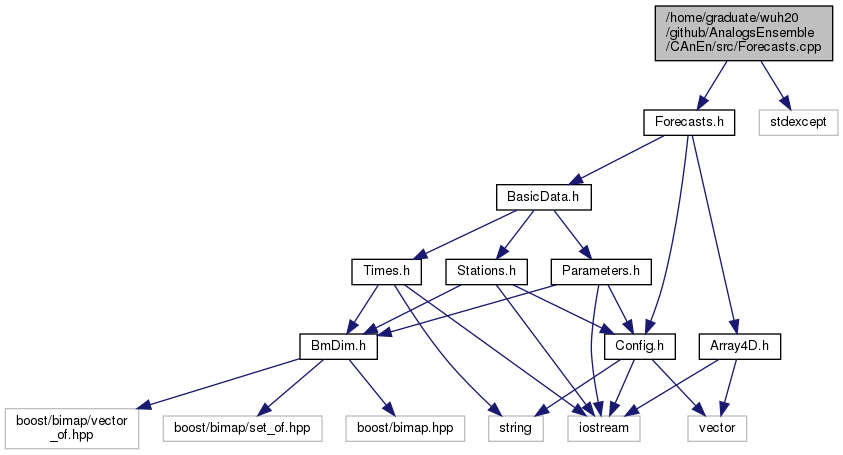 /home/graduate/wuh20
/github/AnalogsEnsemble
/CAnEn/src/Forecasts.cpp
Forecasts.h
stdexcept
BasicData.h
Times.h
Stations.h
Parameters.h
BmDim.h
Config.h
Array4D.h
boost/bimap/vector
_of.hpp
boost/bimap/set_of.hpp
boost/bimap.hpp
string
iostream
vector